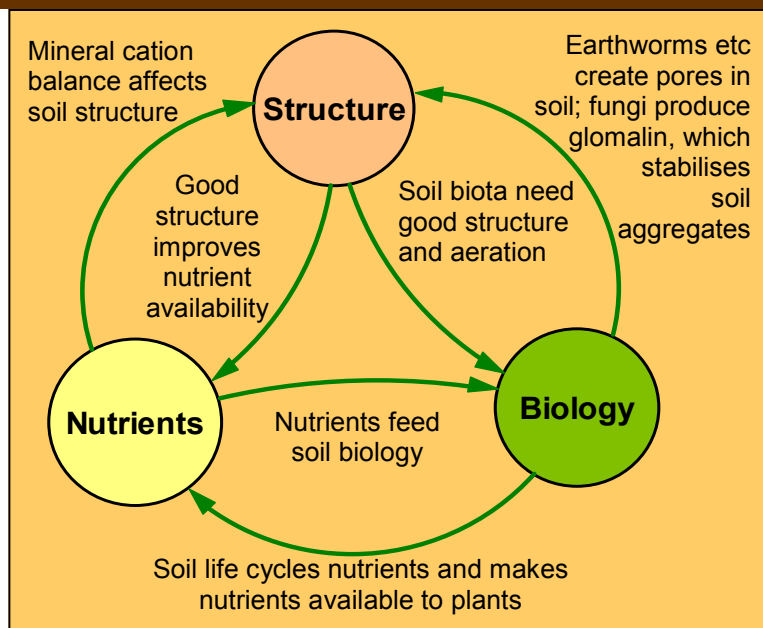 Mineral cation
balance affects
soil structure
Structure
Earthworms etc
create pores in
soil; fungi produce
glomalin, which
stabilises
soil
aggregates
Good
structure
improves
nutrient
availability
Soil biota need
good structure
and aeration
Nutrients
Nutrients feed
soil biology
Biology
Soil life cycles nutrients and makes
nutrients available to plants